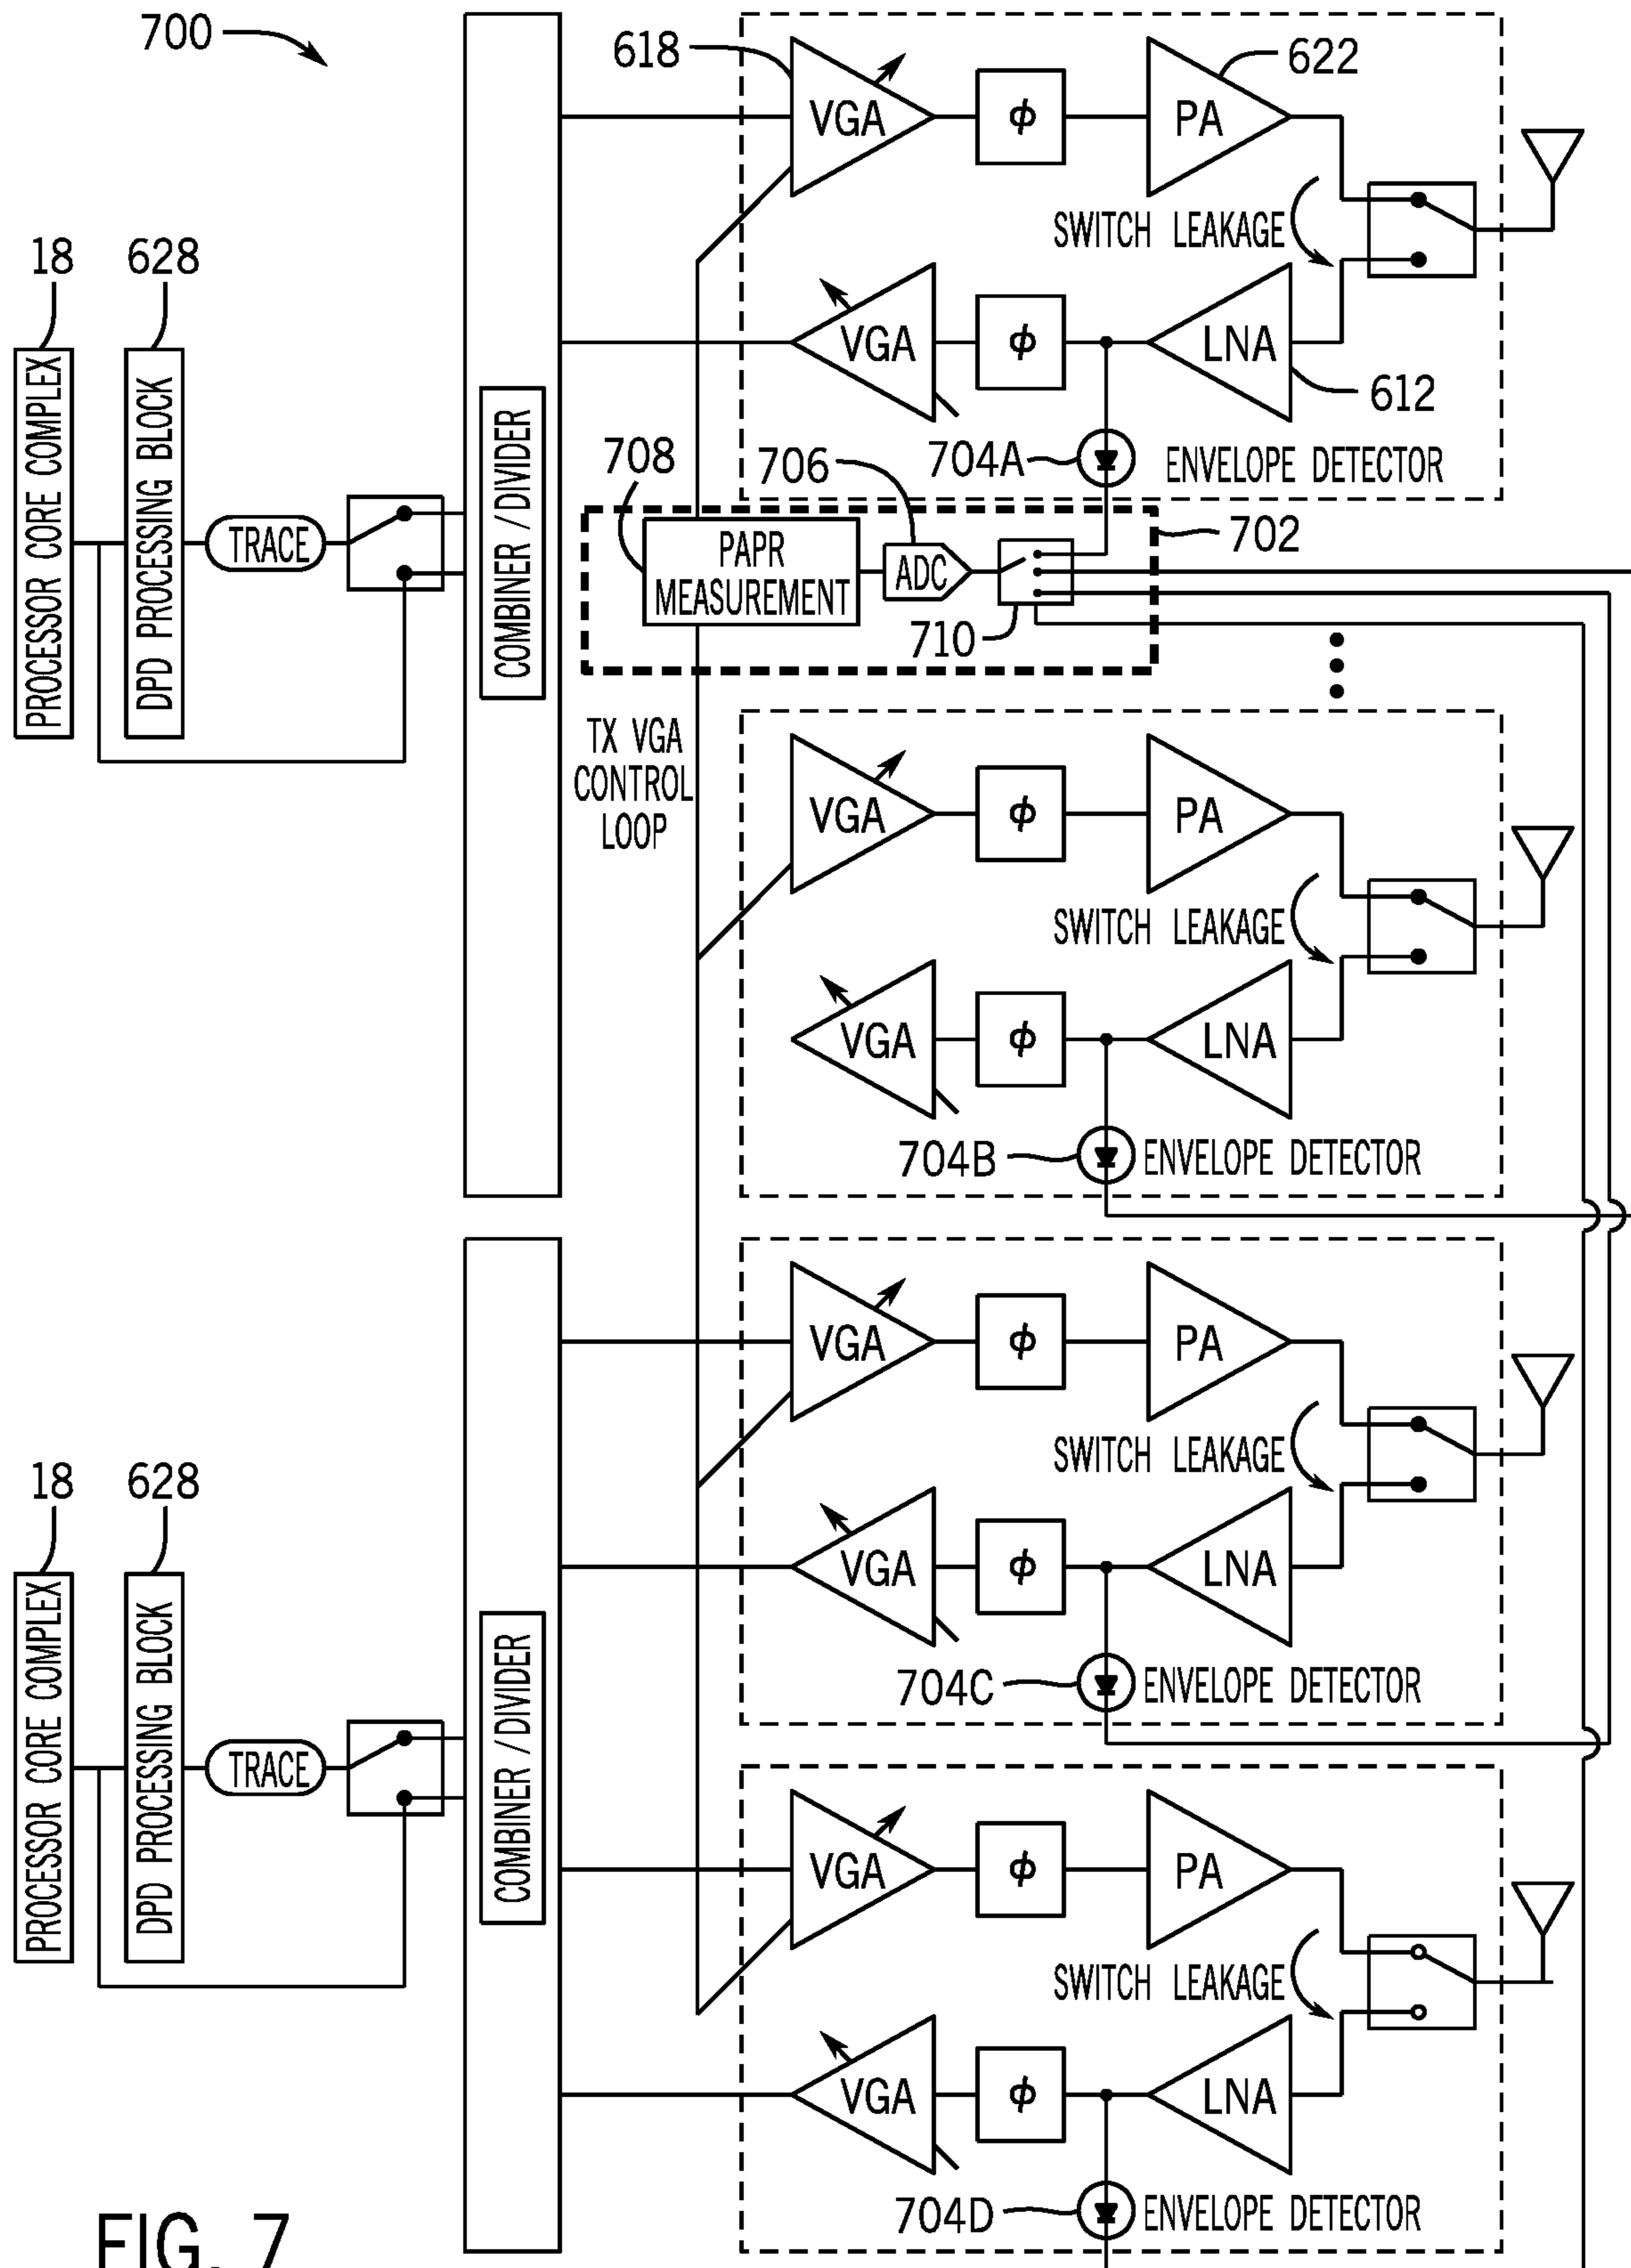 700
618
VGA
ϕ
PA
622
SWITCH LEAKAGE
18
628
PROCESSOR CORE COMPLEX
DPD PROCESSING BLOCK
TRACE
COMBINER / DIVIDER
VGA
ϕ
LNA
612
704A
ENVELOPE DETECTOR
708
706
702
PAPR
MEASUREMENT
ADC
710
TX VGA
CONTROL
LOOP
VGA
ϕ
PA
SWITCH LEAKAGE
VGA
ϕ
LNA
704B
ENVELOPE DETECTOR
VGA
ϕ
PA
SWITCH LEAKAGE
18
628
PROCESSOR CORE COMPLEX
DPD PROCESSING BLOCK
TRACE
COMBINER / DIVIDER
VGA
ϕ
LNA
704C
ENVELOPE DETECTOR
VGA
ϕ
PA
SWITCH LEAKAGE
VGA
ϕ
LNA
704D
ENVELOPE DETECTOR
FIG. 7